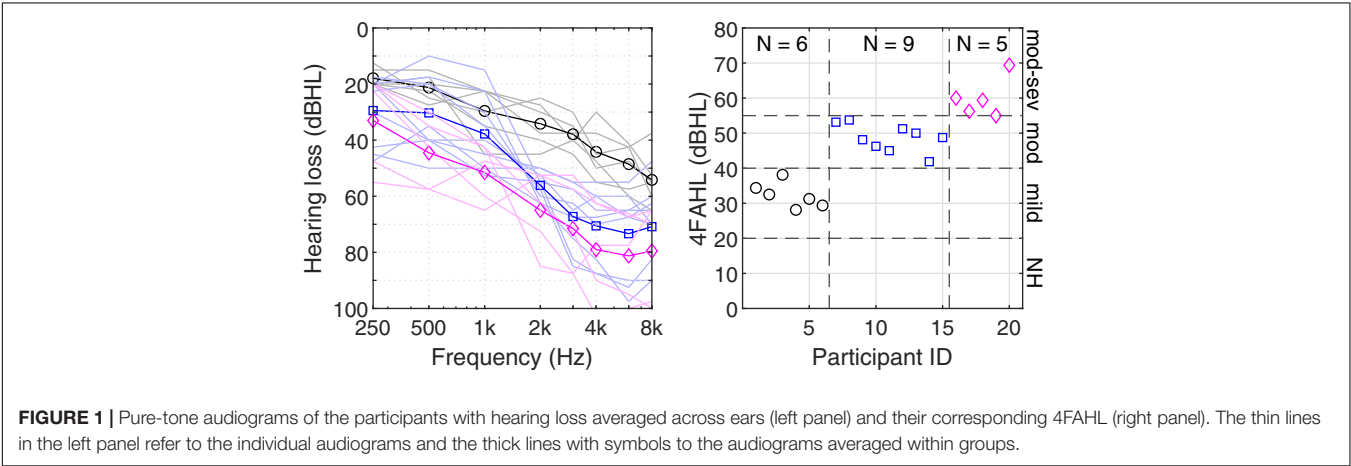 0
20
40
60
80
100
Hearing loss (dBHL)
250 500 1k 2k 4k 8k
Frequency (Hz)
N = 6 N = 9 N = 5
80
70
60
50
40
30
20
10
0
4FAHL (dBHL)
mod-sev
mod
mild
NH
5 10 15 20
Participant ID
FIGURE 1 | Pure-tone audiograms of the participants with hearing loss averaged across ears (left panel) and their corresponding 4FAHL (right panel). The thin lines
in the left panel refer to the individual audiograms and the thick lines with symbols to the audiograms averaged within groups.